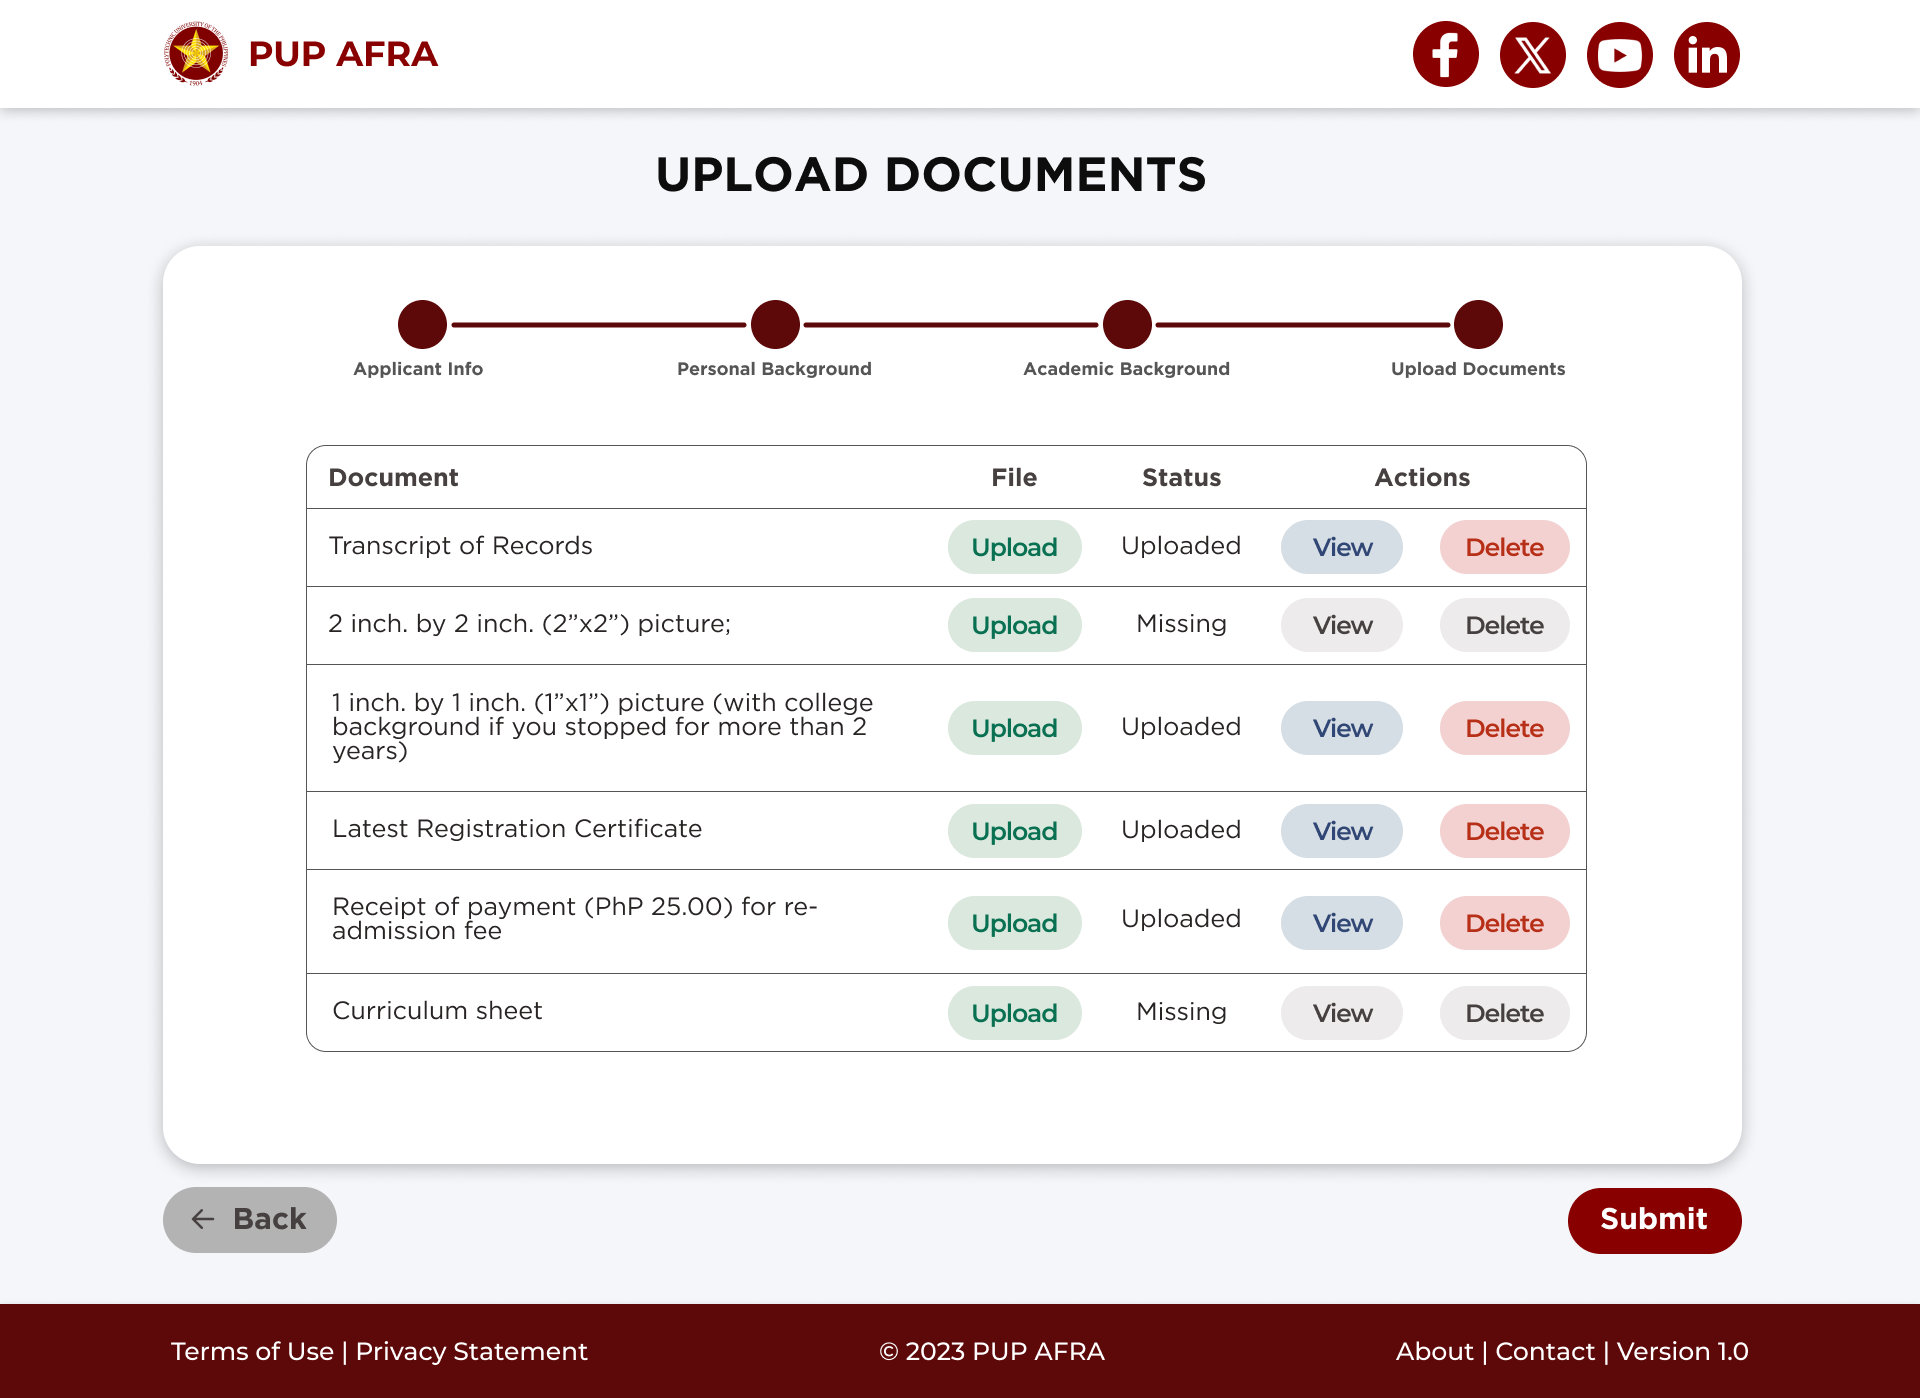 PUP AFRA
UPLOAD DOCUMENTS
Applicant Info
Personal Background
Academic Background
Upload Documents
Document File Status Actions
Transcript of Records Upload Uploaded View Delete
2 inch. by 2 inch. (2”x2”) picture; Upload Missing View Delete
1 inch. by 1 inch. (1”x1”) picture (with college
background if you stopped for more than 2
years)
Upload Uploaded View Delete
Latest Registration Certificate Upload Uploaded View Delete
Receipt of payment (PhP 25.00) for re-
admission fee
Upload Uploaded View Delete
Curriculum sheet Upload Missing View Delete
← Back
Submit
Terms of Use | Privacy Statement
© 2023 PUP AFRA
About | Contact | Version 1.0